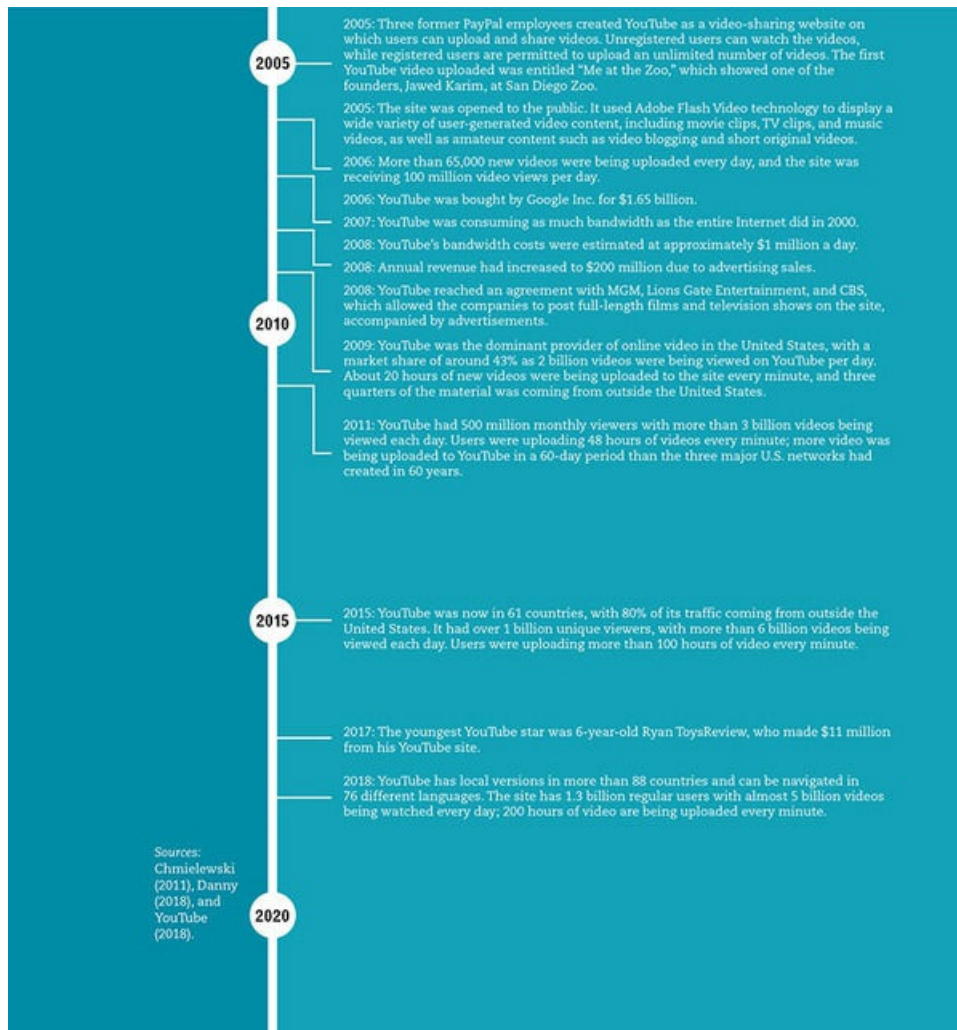 2005: Three former PayPal employees created YouTube as a video-sharing website on
which users can upload and share videos. Unregistered users can watch the videos,
while registered users are permitted to upload an unlimited number of videos. The first
YouTube video uploaded was entitled “Me at the Zoo,” which showed one of the
founders, Jawed Karim, at San Diego Zoo.
2005
2005: The site was opened to the public. It used Adobe Flash Video technology to display a
wide variety of user-generated video content, including movie clips, TV clips, and music
videos, as well as amateur content such as video blogging and short original videos.
2006: More than 65,000 new videos were being uploaded every day, and the site was
receiving 100 million video views per day.
2006: YouTube was bought by Google Inc. for $1.65 billion.
2007: YouTube was consuming as much bandwidth as the entire Internet did in 2000.
2008: YouTube’s bandwidth costs were estimated at approximately $1 million a day.
2008: Annual revenue had increased to $200 million due to advertising sales.
2008: YouTube reached an agreement with MGM, Lions Gate Entertainment, and CBS,
which allowed the companies to post full-length films and television shows on the site,
accompanied by advertisements.
2010
2009: YouTube was the dominant provider of online video in the United States, with a
market share of around 43% as 2 billion videos were being viewed on YouTube per day.
About 20 hours of new videos were being uploaded to the site every minute, and three
quarters of the material was coming from outside the United States.
2011: YouTube had 500 million monthly viewers with more than 3 billion videos being
viewed each day. Users were uploading 48 hours of videos every minute; more video was
being uploaded to YouTube in a 60-day period than the three major U.S. networks had
created in 60 years.
2015
2015: YouTube was now in 61 countries, with 80% of its traffic coming from outside the
United States. It had over 1 billion unique viewers, with more than 6 billion videos being
viewed each day. Users were uploading more than 100 hours of video every minute.
2017: The youngest YouTube star was 6-year-old Ryan ToysReview, who made $11 million
from his YouTube site.
2018: YouTube has local versions in more than 88 countries and can be navigated in
76 different languages. The site has 1.3 billion regular users with almost 5 billion videos
being watched every day; 200 hours of video are being uploaded every minute.
Sources:
Chmielewski
(2011), Danny
(2018), and
YouTube
(2018).
2020